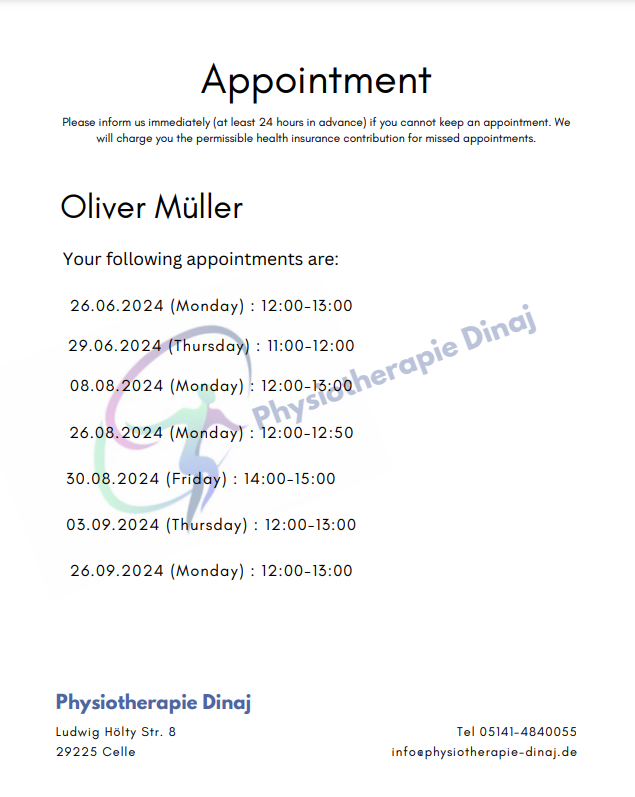 Appointment
Please inform us immediately (at least 24 hours in advance) if you cannot keep an appointment. We
will charge you the permissible health insurance contribution for missed appointments.
Oliver Müller
Your following appointments are:
26.06.2024 (Monday) : 12:00-13:00
29.06.2024 (Thursday) : 11:00-12:00
08.08.2024 (Monday) : 12:00-13:00
Physiotherapie Dinaj
26.08.2024 (Monday) : 12:00-12:50
30.08.2024 (Friday) : 14:00-15:00
03.09.2024 (Thursday) : 12:00-13:00
26.09.2024 (Monday) : 12:00-13:00
Physiotherapie Dinaj
Ludwig Hölty Str. 8
29225 Celle
Tel 05141-4840055
info@physiotherapie-dinaj.de